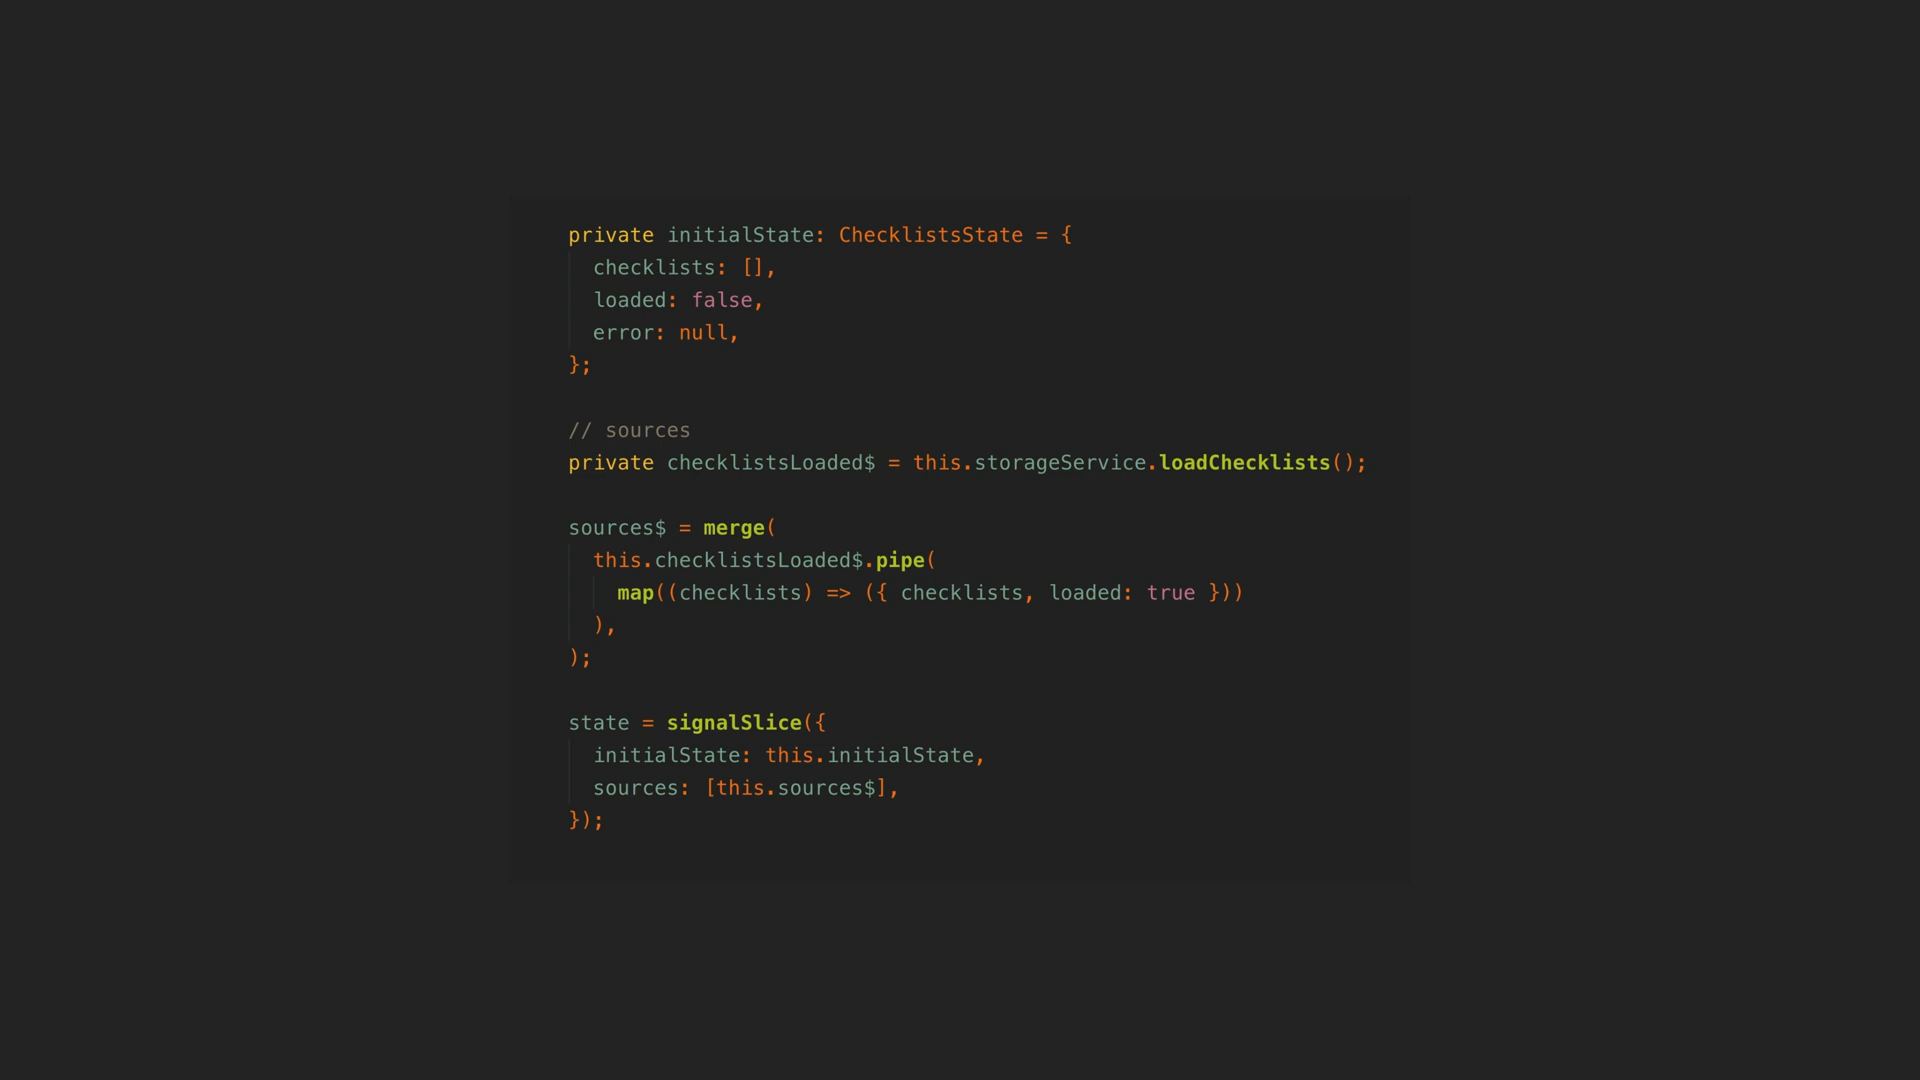 private initialState: ChecklistsState = {
  checklists: [],
  loaded: false,
  error: null,
};

// sources
private checklistsLoaded$ = this.storageService.loadChecklists();

sources$ = merge(
  this.checklistsLoaded$.pipe(
    map((checklists) => ({ checklists, loaded: true }))
  ),
);

state = signalSlice({
  initialState: this.initialState,
  sources: [this.sources$],
});